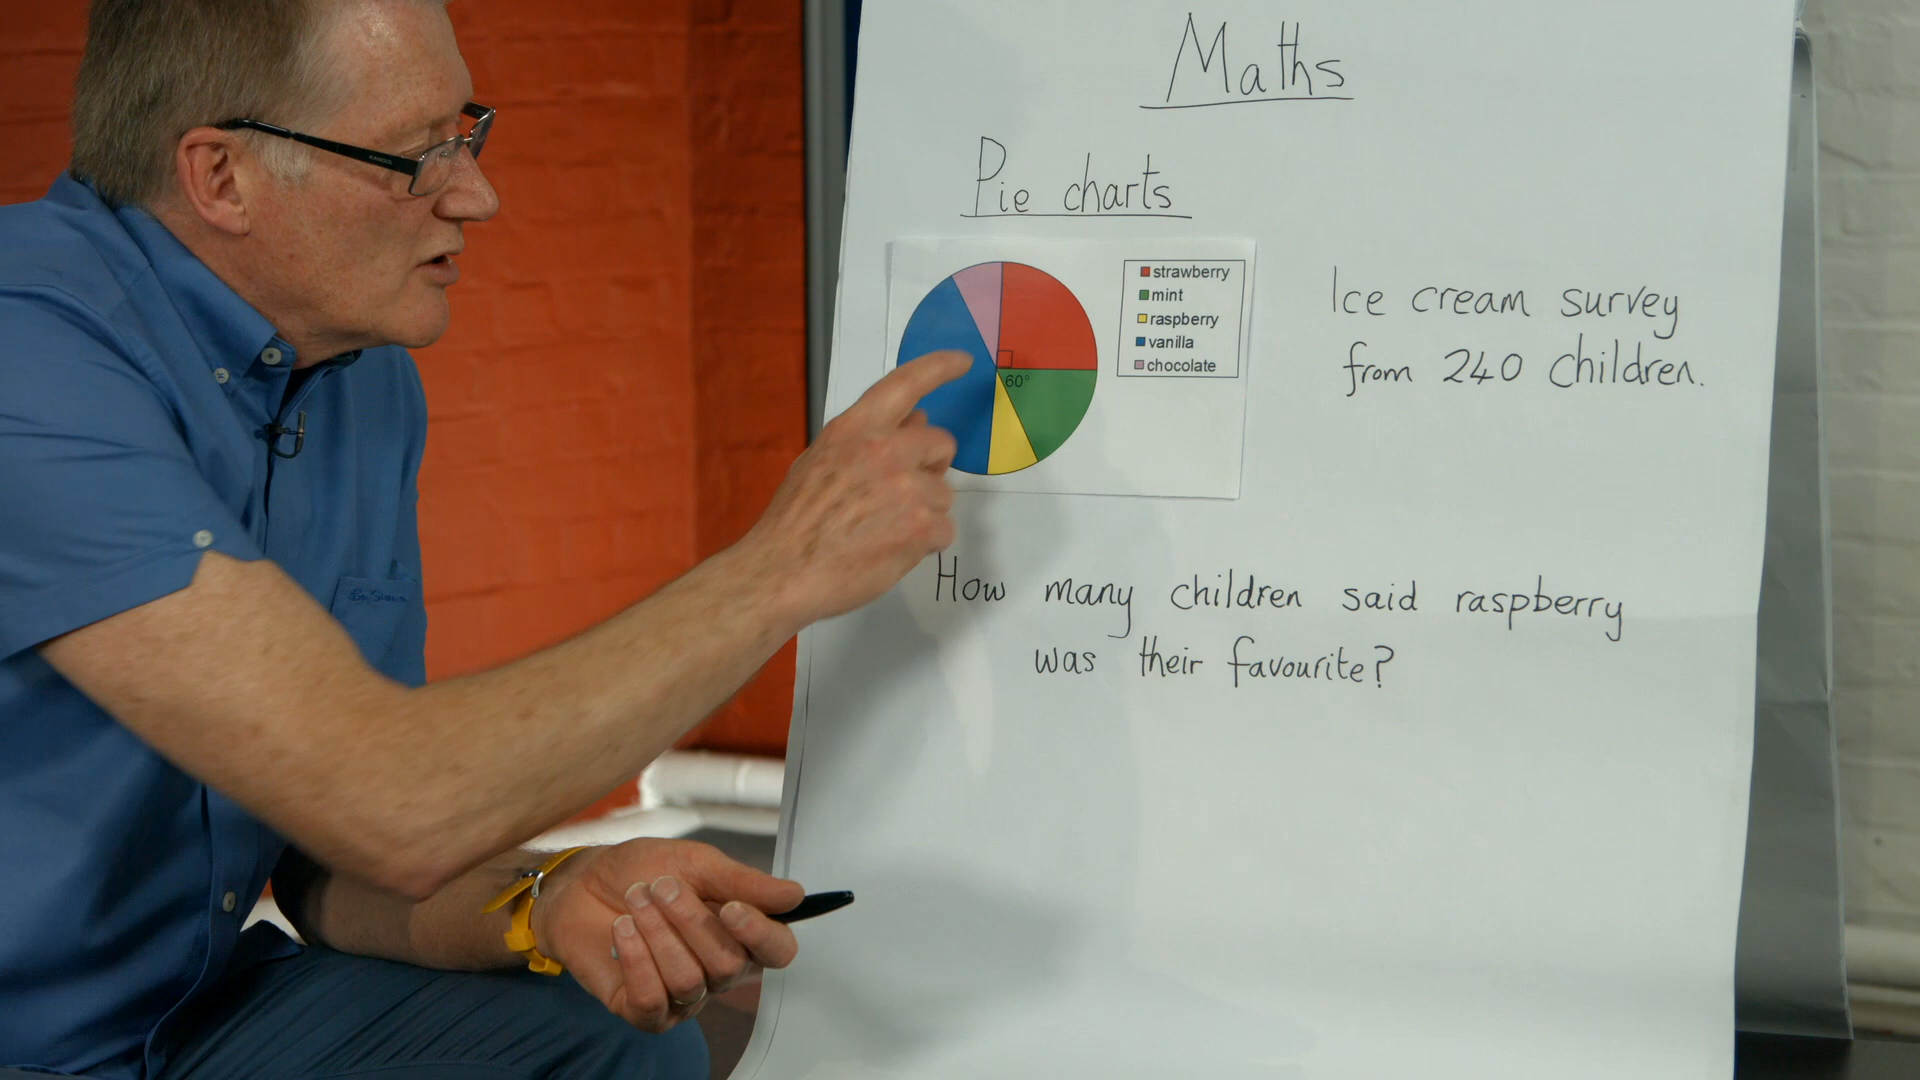 Maths
Pie charts
strawberry
mint
raspberry
vanilla
chocolate
60°
Ice cream survey
from 240 children.
How many children said raspberry
was their favourite?